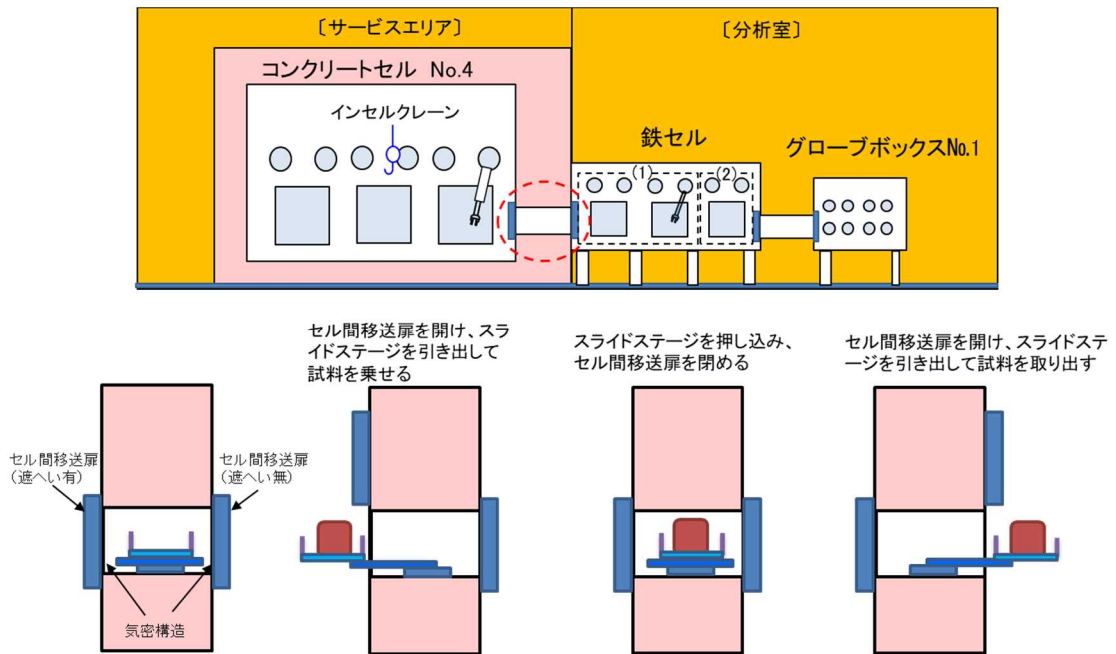 〔サービスエリア〕
〔分析室〕
コンクリートセル No.4
インセルクレーン
鉄セル
グローブボックス№1
(1)
(2)
セル間移送扉を開け、スラ
イドステージを引き出して
試料を乗せる
スライドステージを押し込み、
セル間移送扉を閉める
セル間移送扉を開け、スライドステ
ージを引き出して試料を取り出す
セル間移送扉
(遮へい有)
セル間移送扉
(遮へい無)
気密構造